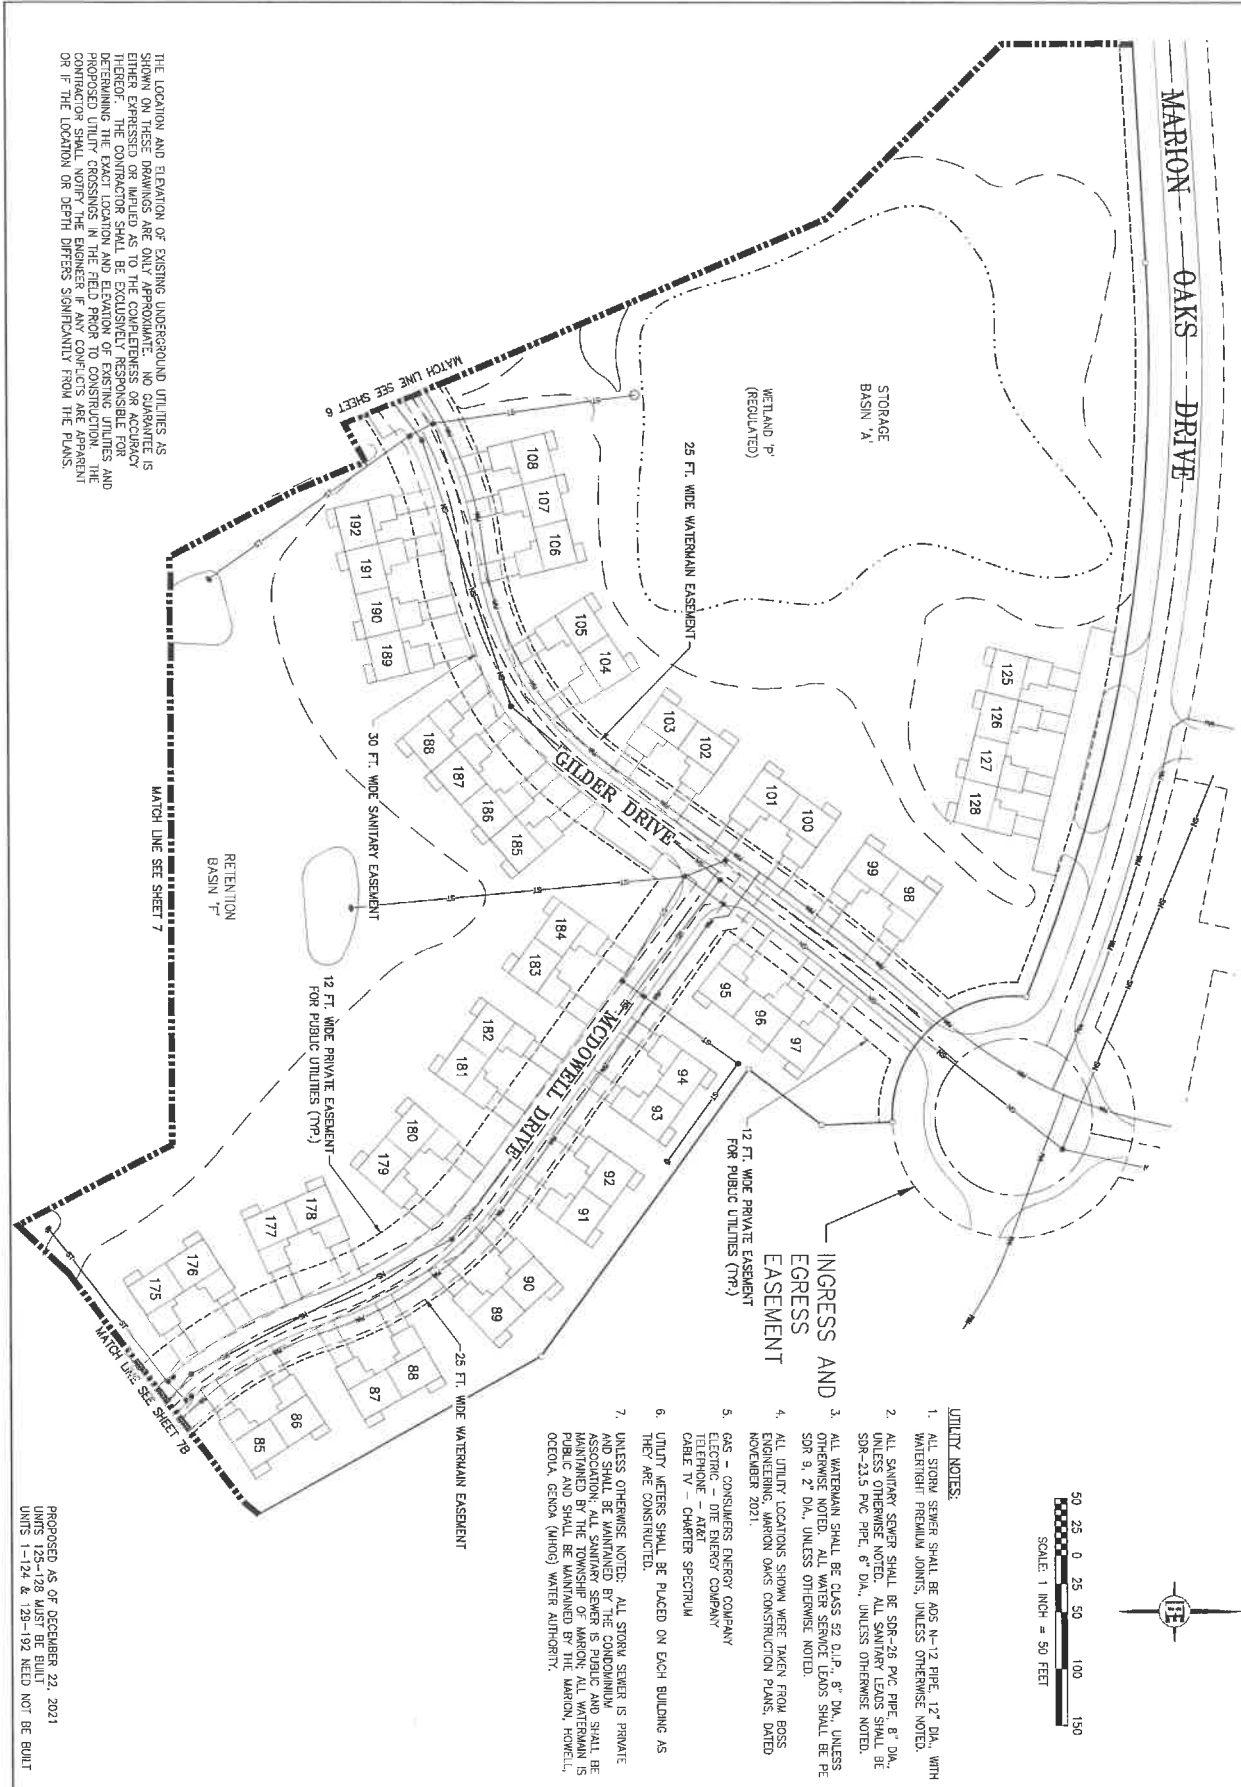 MARION OAKS DRIVE
THE LOCATION AND ELEVATION OF EXISTING UNDERGROUND UTILITIES AS
SHOWN ON THESE DRAWINGS ARE ONLY APPROXIMATE. NO GUARANTEE IS
EITHER EXPRESSED OR IMPLIED AS TO THE COMPLETENESS OR ACCURACY
THEREOF. THE CONTRACTOR SHALL BE EXCLUSIVELY RESPONSIBLE FOR
DETERMINING THE EXACT LOCATION AND ELEVATION OF EXISTING UTILITIES AND
PROPOSED UTILITY CROSSINGS IN THE FIELD PRIOR TO CONSTRUCTION. THE
CONTRACTOR SHALL NOTIFY THE ENGINEER IF ANY CONFLICTS ARE APPARENT
OR IF THE LOCATION OR DEPTH DIFFERS SIGNIFICANTLY FROM THE PLANS.
STORAGE
BASIN 'A'
WETLAND 'P'
(REGULATED)
25 FT. WIDE WATERMAIN EASEMENT
MATCH LINE SEE SHEET 6
108
107
106
105
104
103
102
101
100
99
98
125
126
127
128
192
191
190
189
188
187
186
185
GILDER DRIVE
30 FT. WIDE SANITARY EASEMENT
MATCH LINE SEE SHEET 7
RETENTION
BASIN 'F'
95
96
97
184
183
182
181
180
179
178
177
176
175
94
93
92
91
90
89
88
87
86
85
MCDOWELL DRIVE
12 FT. WIDE PRIVATE EASEMENT
FOR PUBLIC UTILITIES (TYP.)
12 FT. WIDE PRIVATE EASEMENT
FOR PUBLIC UTILITIES (TYP.)
INGRESS AND
EGRESS
EASEMENT
25 FT. WIDE WATERMAIN EASEMENT
MATCH LINE SEE SHEET 7B
50 25 0 25 50 100 150
SCALE: 1 INCH = 50 FEET
UTILITY NOTES:
1. ALL STORM SEWER SHALL BE ADS N-12 PIPE, 12" DIA., WITH
WATERTIGHT PREMIUM JOINTS, UNLESS OTHERWISE NOTED.
2. ALL SANITARY SEWER SHALL BE SDR-26 PVC PIPE, 8" DIA.,
UNLESS OTHERWISE NOTED. ALL SANITARY LEADS SHALL BE
SDR-23.5 PVC PIPE, 6" DIA., UNLESS OTHERWISE NOTED.
3. ALL WATERMAIN SHALL BE CLASS 52 D.I.P., 8" DIA., UNLESS
OTHERWISE NOTED. ALL WATER SERVICE LEADS SHALL BE PE
SDR 9, 2" DIA., UNLESS OTHERWISE NOTED.
4. ALL UTILITY LOCATIONS SHOWN WERE TAKEN FROM BOSS
ENGINEERING, MARION OAKS CONSTRUCTION PLANS, DATED
NOVEMBER 2021.
5. GAS - CONSUMERS ENERGY COMPANY
ELECTRIC - DTE ENERGY COMPANY
TELEPHONE - AT&T
CABLE TV - CHARTER SPECTRUM
6. UTILITY METERS SHALL BE PLACED ON EACH BUILDING AS
THEY ARE CONSTRUCTED.
7. UNLESS OTHERWISE NOTED: ALL STORM SEWER IS PRIVATE
AND SHALL BE MAINTAINED BY THE CONDOMINIUM
ASSOCIATION; ALL SANITARY SEWER IS PUBLIC AND SHALL BE
MAINTAINED BY THE TOWNSHIP OF MARION; ALL WATERMAIN IS
PUBLIC AND SHALL BE MAINTAINED BY THE MARION, HOWELL,
OCEOLA, GENOA (MHOG) WATER AUTHORITY.
PROPOSED AS OF DECEMBER 22, 2021
UNITS 125-128 MUST BE BUILT
UNITS 1-124 & 129-192 NEED NOT BE BUILT